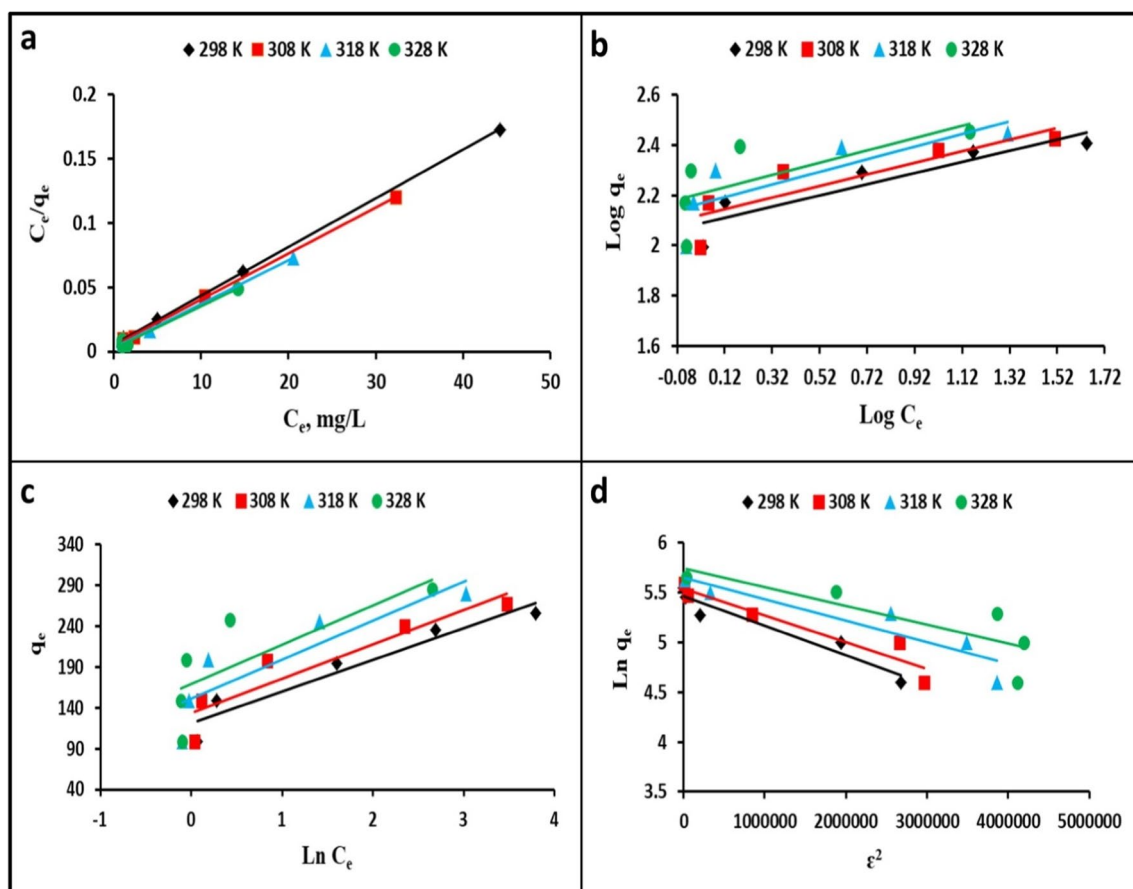 a
298 K 308 K 318 K 328 K
0.2
0.15
0.1
0.05
0
0 10 20 30 40 50
Ce/qe
Ce, mg/L
b
298 K 308 K 318 K 328 K
2.6
2.4
2.2
2
1.8
1.6
-0.08 0.12 0.32 0.52 0.72 0.92 1.12 1.32 1.52 1.72
Log qe
Log Ce
c
298 K 308 K 318 K 328 K
340
290
240
190
140
90
40
-1 0 1 2 3 4
qe
Ln Ce
d
298 K 308 K 318 K 328 K
6
5.5
5
4.5
4
3.5
0 1000000 2000000 3000000 4000000 5000000
Ln qe
ε²